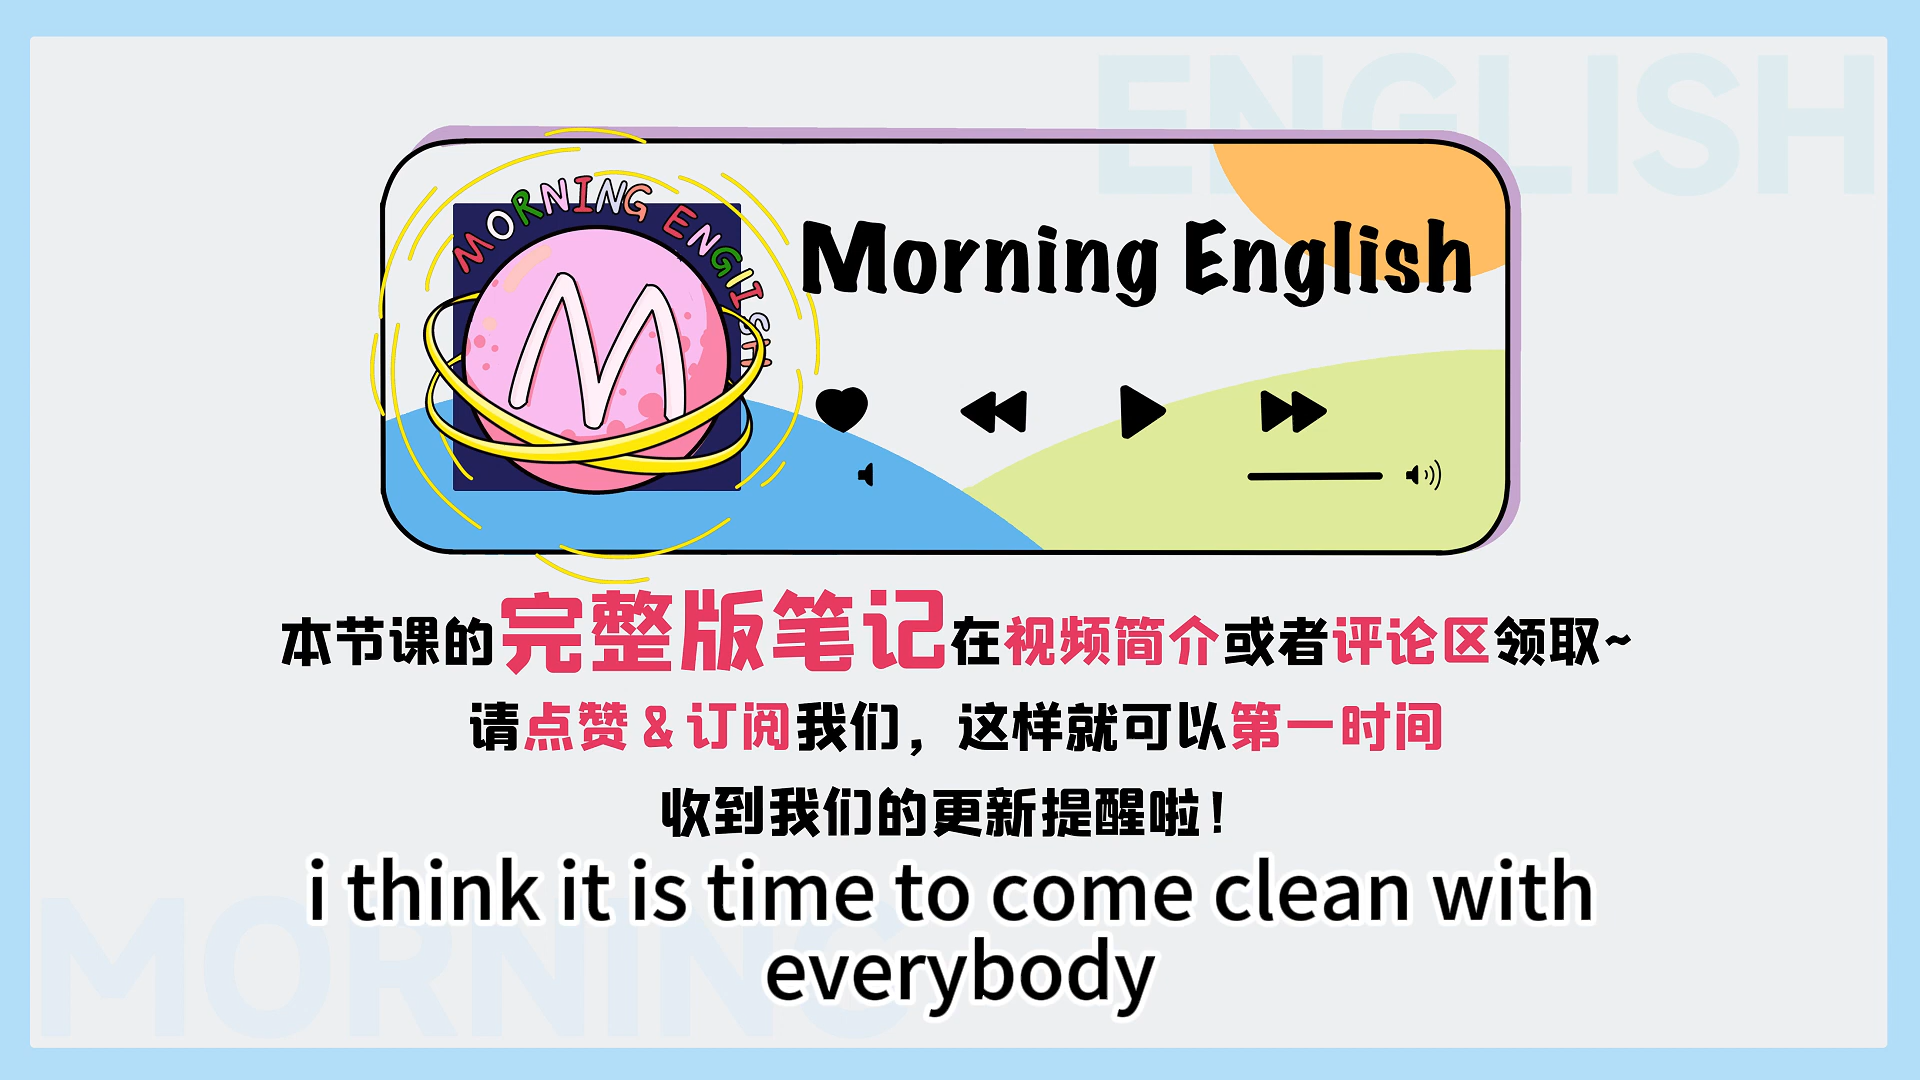 ENGLISH
MORNING ENGlISH
M
Morning English
本节课的完整版笔记在视频简介或者评论区领取~
请点赞&订阅我们，这样就可以第一时间
收到我们的更新提醒啦！
i think it is time to come clean with
everybody
MORNING